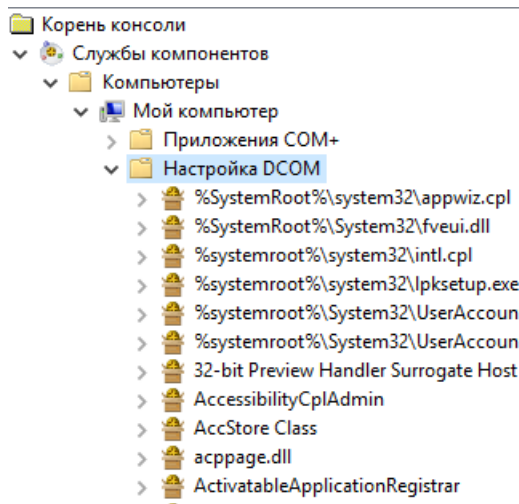 Корень консоли
Службы компонентов
Компьютеры
Мой компьютер
Приложения COM+
Настройка DCOM
%SystemRoot%\system32\appwiz.cpl
%SystemRoot%\System32\fveui.dll
%systemroot%\system32\intl.cpl
%systemroot%\system32\lpksetup.exe
%systemroot%\System32\UserAccoun
%systemroot%\System32\UserAccoun
32-bit Preview Handler Surrogate Host
AccessibilityCplAdmin
AccStore Class
acppage.dll
ActivatableApplicationRegistrar